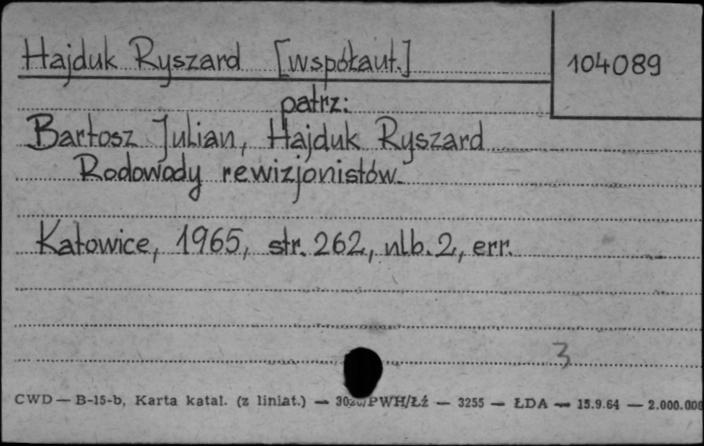 Hajduk Ryszard [współaut.]
104089
patrz:
Bartosz Julian, Hajduk Ryszard
Rodowody rewizjonistów.
Katowice, 1965, str. 262, nlb. 2, err.
3
CWD — B-15-b, Karta katal. (z liniat.) — PWH/Łź — 3255 — ŁDA — 15.9.64 — 2.000.000